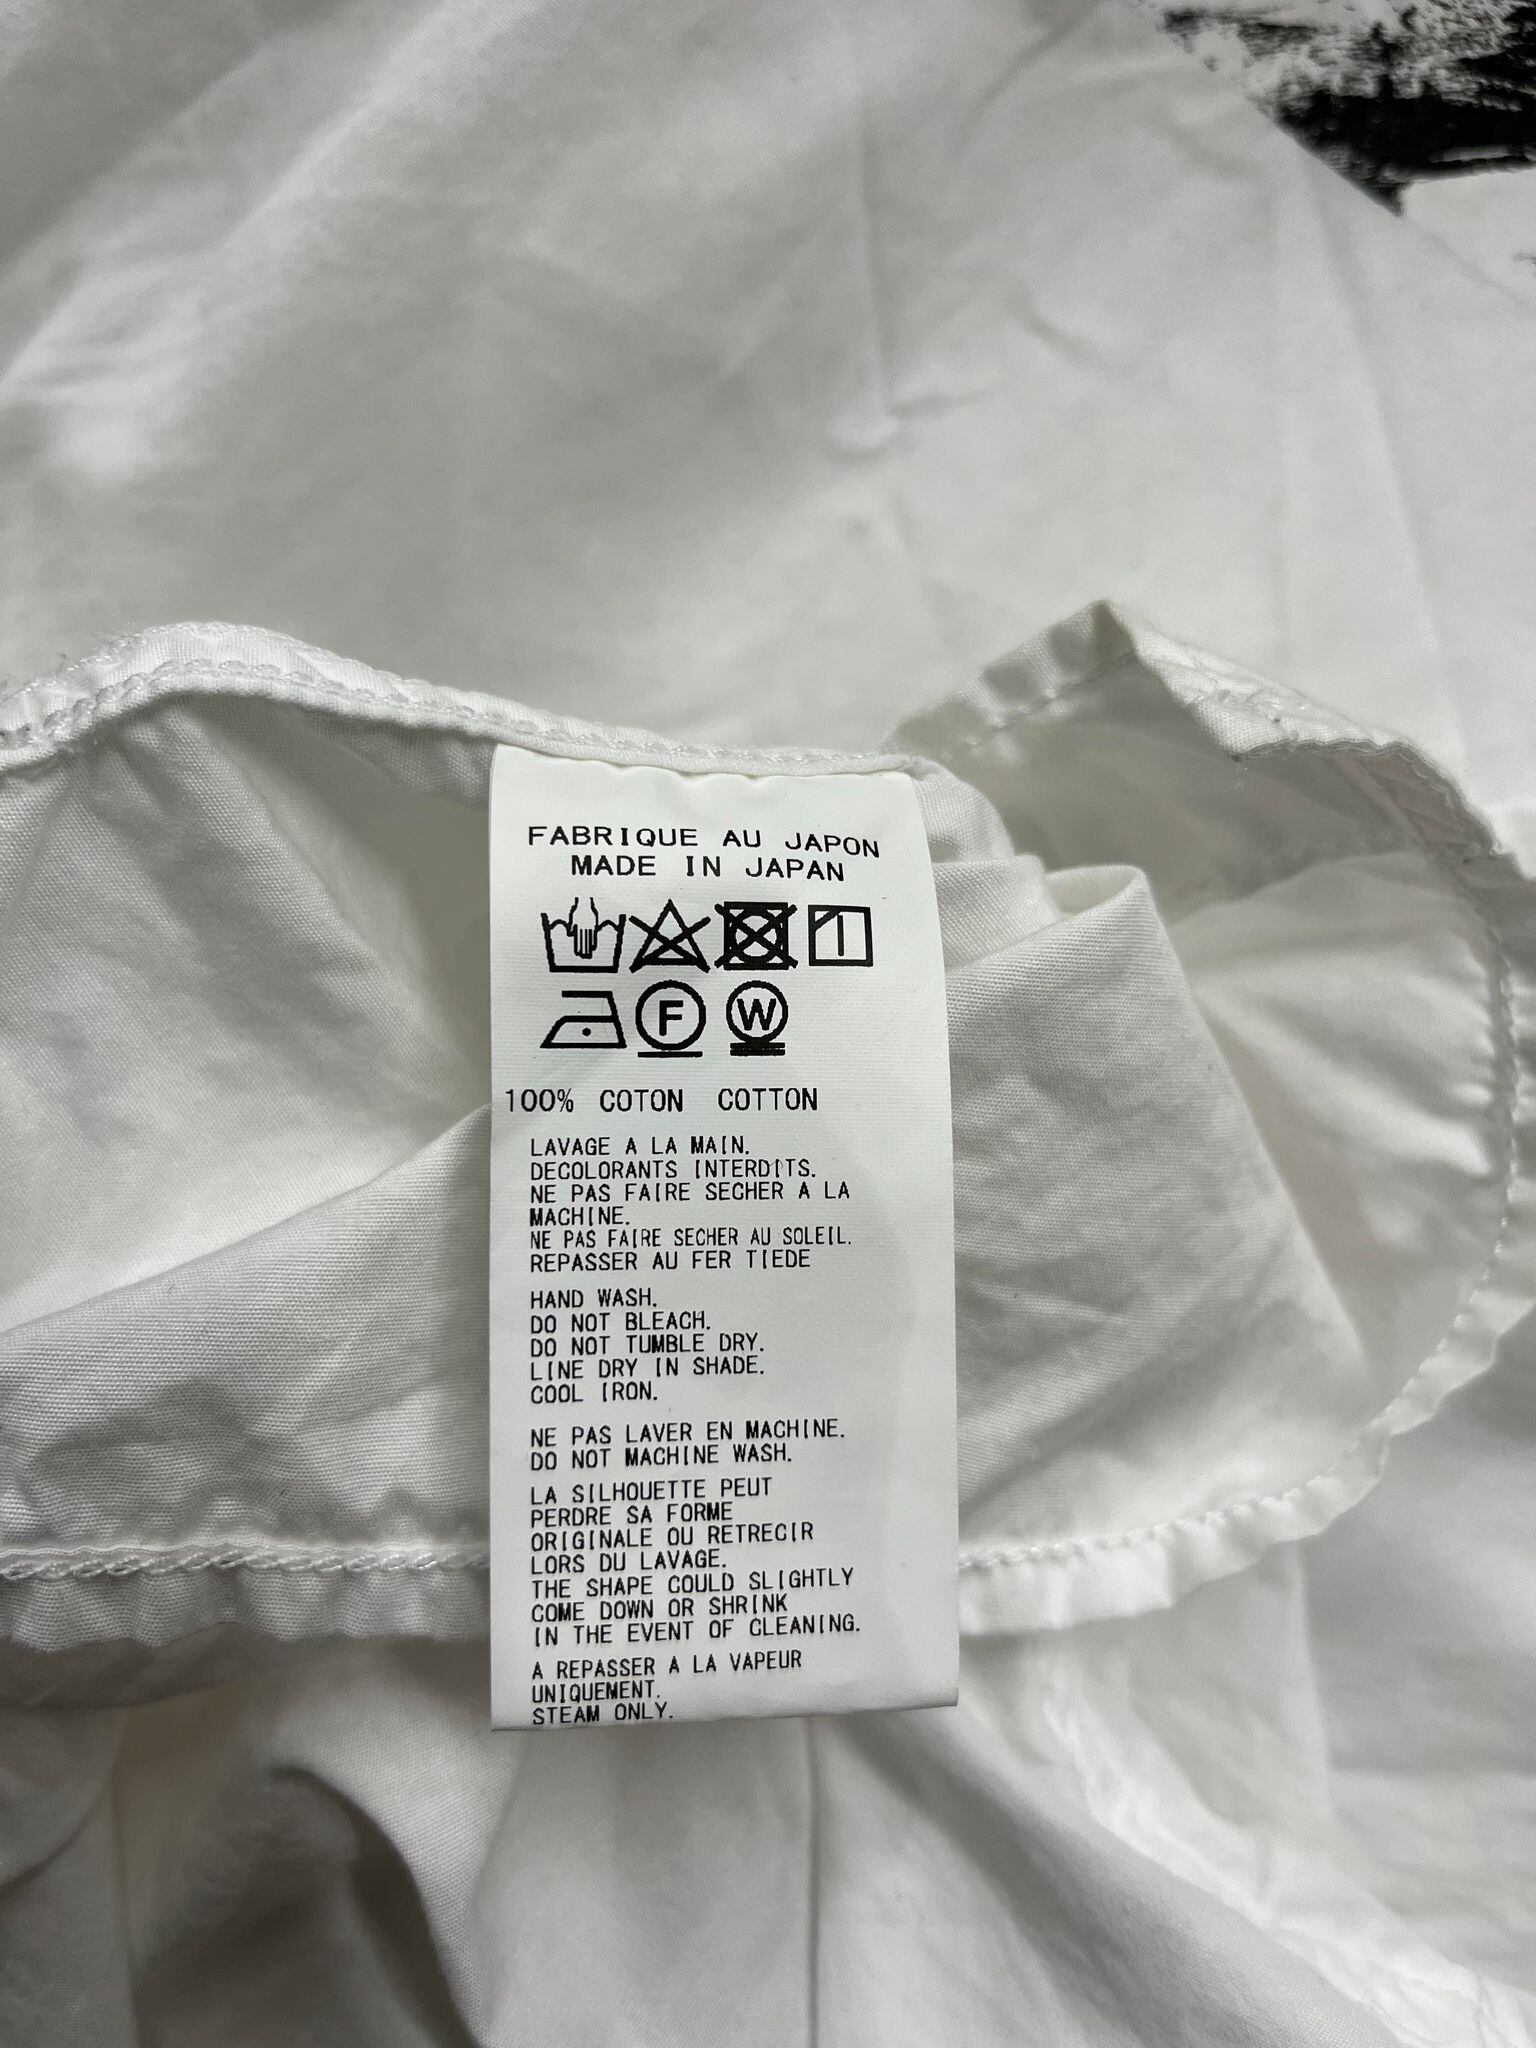 FABRIQUE AU JAPON
MADE IN JAPAN
F W
100% COTON COTTON
LAVAGE A LA MAIN.
DECOLORANTS INTERDITS.
NE PAS FAIRE SECHER A LA
MACHINE.
NE PAS FAIRE SECHER AU SOLEIL.
REPASSER AU FER TIEDE
HAND WASH.
DO NOT BLEACH.
DO NOT TUMBLE DRY.
LINE DRY IN SHADE.
COOL IRON.
NE PAS LAVER EN MACHINE.
DO NOT MACHINE WASH.
LA SILHOUETTE PEUT
PERDRE SA FORME
ORIGINALE OU RETRECIR
LORS DU LAVAGE.
THE SHAPE COULD SLIGHTLY
COME DOWN OR SHRINK
IN THE EVENT OF CLEANING.
A REPASSER A LA VAPEUR
UNIQUEMENT.
STEAM ONLY.